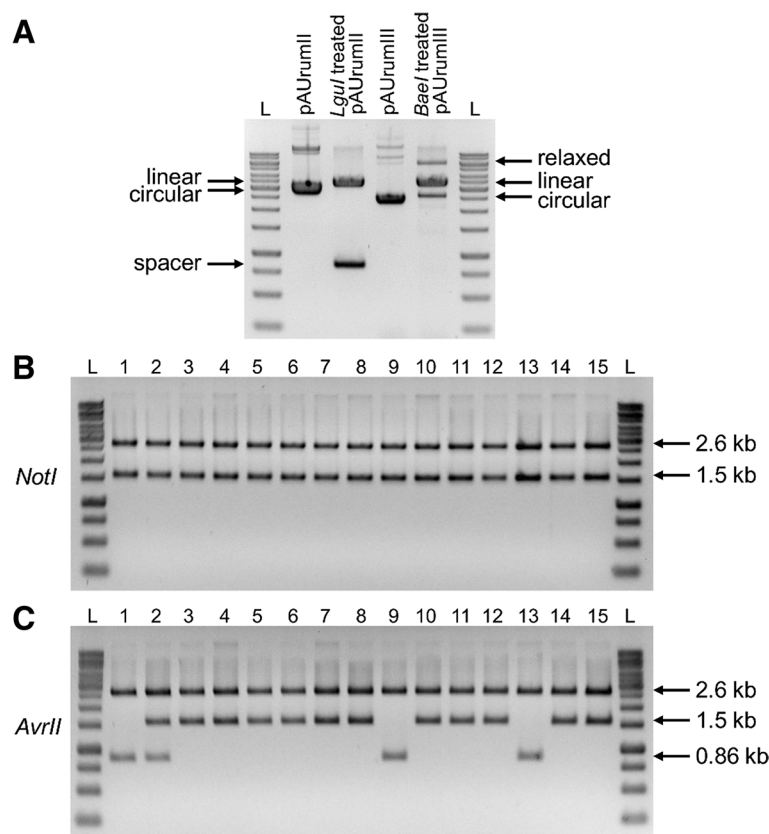 A
L
pAUrumII
LguI treated
pAUrumII
pAUrumIII
BaeI treated
pAUrumIII
L
linear
circular
spacer
relaxed
linear
circular
B
L 1 2 3 4 5 6 7 8 9 10 11 12 13 14 15 L
NotI
2.6 kb
1.5 kb
C
L 1 2 3 4 5 6 7 8 9 10 11 12 13 14 15 L
AvrII
2.6 kb
1.5 kb
0.86 kb